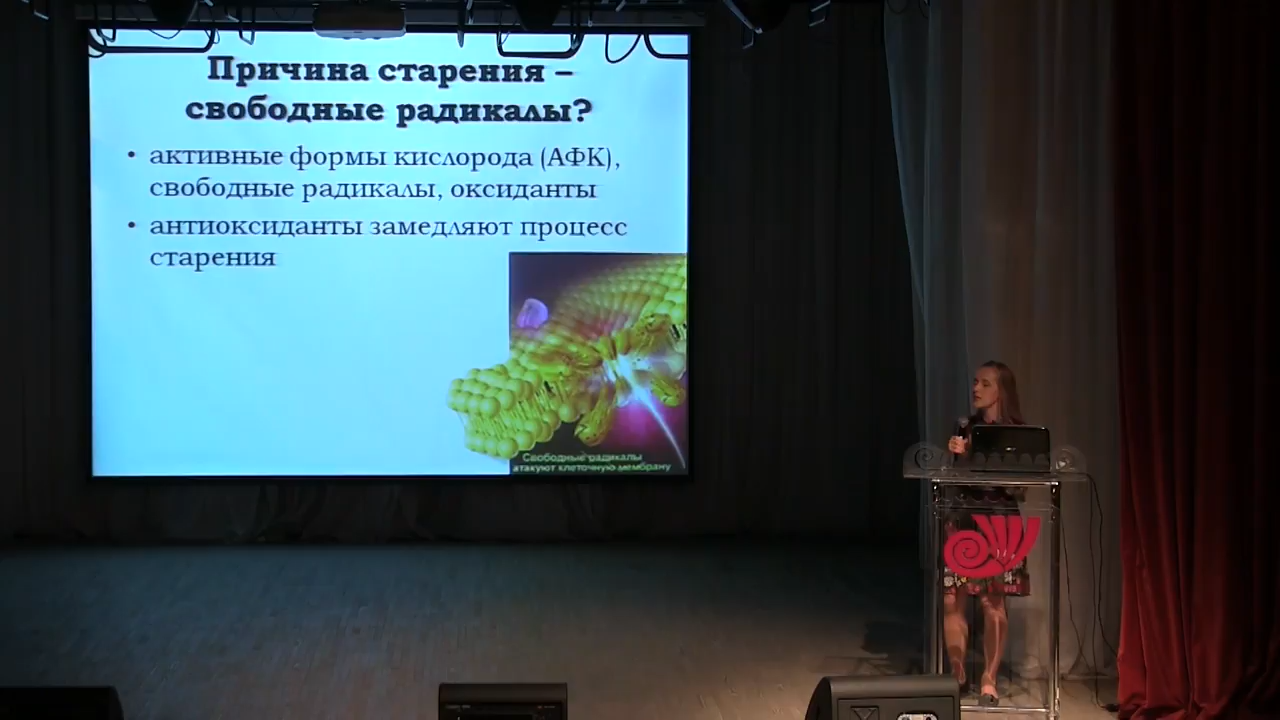 Причина старения –
свободные радикалы?
• активные формы кислорода (АФК),
свободные радикалы, оксиданты
• антиоксиданты замедляют процесс
старения
Свободные радикалы
атакуют клеточную мембрану